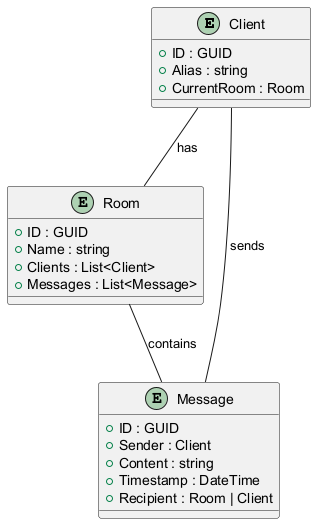 E Client
ID : GUID
Alias : string
CurrentRoom : Room
has
E Room
ID : GUID
Name : string
Clients : List<Client>
Messages : List<Message>
sends
contains
E Message
ID : GUID
Sender : Client
Content : string
Timestamp : DateTime
Recipient : Room | Client